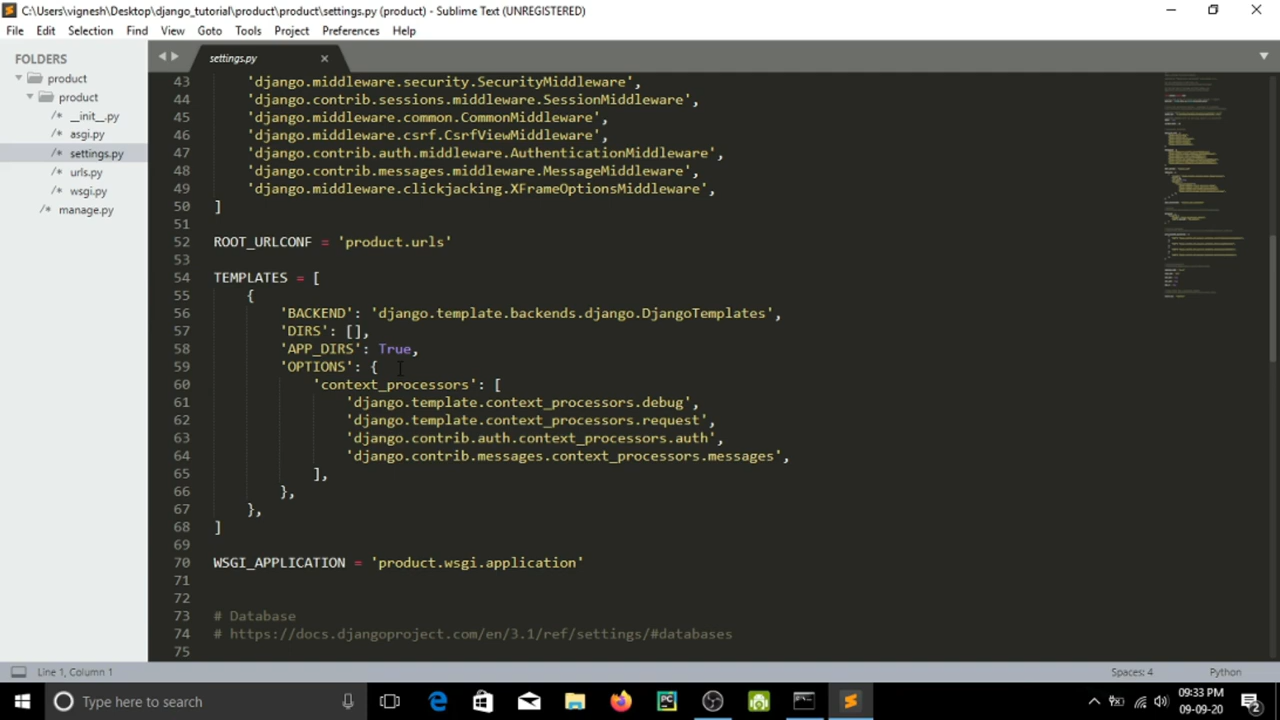 C:\Users\vignesh\Desktop\django_tutorial\product\product\settings.py (product) - Sublime Text (UNREGISTERED)
File Edit Selection Find View Goto Tools Project Preferences Help
FOLDERS
product
product
/* __init__.py
/* asgi.py
/* settings.py
/* urls.py
/* wsgi.py
/* manage.py
settings.py
43 'django.middleware.security.SecurityMiddleware',
44 'django.contrib.sessions.middleware.SessionMiddleware',
45 'django.middleware.common.CommonMiddleware',
46 'django.middleware.csrf.CsrfViewMiddleware',
47 'django.contrib.auth.middleware.AuthenticationMiddleware',
48 'django.contrib.messages.middleware.MessageMiddleware',
49 'django.middleware.clickjacking.XFrameOptionsMiddleware',
50 ]
51
52 ROOT_URLCONF = 'product.urls'
53
54 TEMPLATES = [
55 {
56 'BACKEND': 'django.template.backends.django.DjangoTemplates',
57 'DIRS': [],
58 'APP_DIRS': True,
59 'OPTIONS': {
60 'context_processors': [
61 'django.template.context_processors.debug',
62 'django.template.context_processors.request',
63 'django.contrib.auth.context_processors.auth',
64 'django.contrib.messages.context_processors.messages',
65 ],
66 },
67 },
68 ]
69
70 WSGI_APPLICATION = 'product.wsgi.application'
71
72
73 # Database
74 # https://docs.djangoproject.com/en/3.1/ref/settings/#databases
75
Line 1, Column 1 Spaces: 4 Python
Type here to search
09:33 PM
09-09-20
2